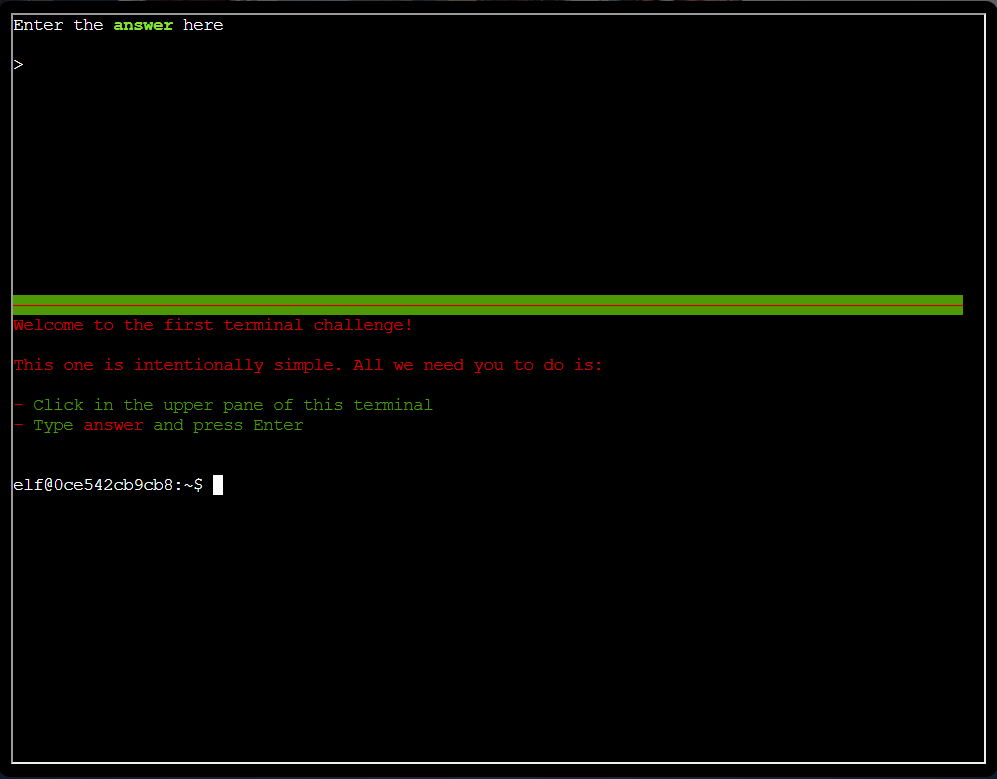 Enter the answer here
>
Welcome to the first terminal challenge!
This one is intentionally simple. All we need you to do is:
- Click in the upper pane of this terminal
- Type answer and press Enter
elf@0ce542cb9cb8:~$